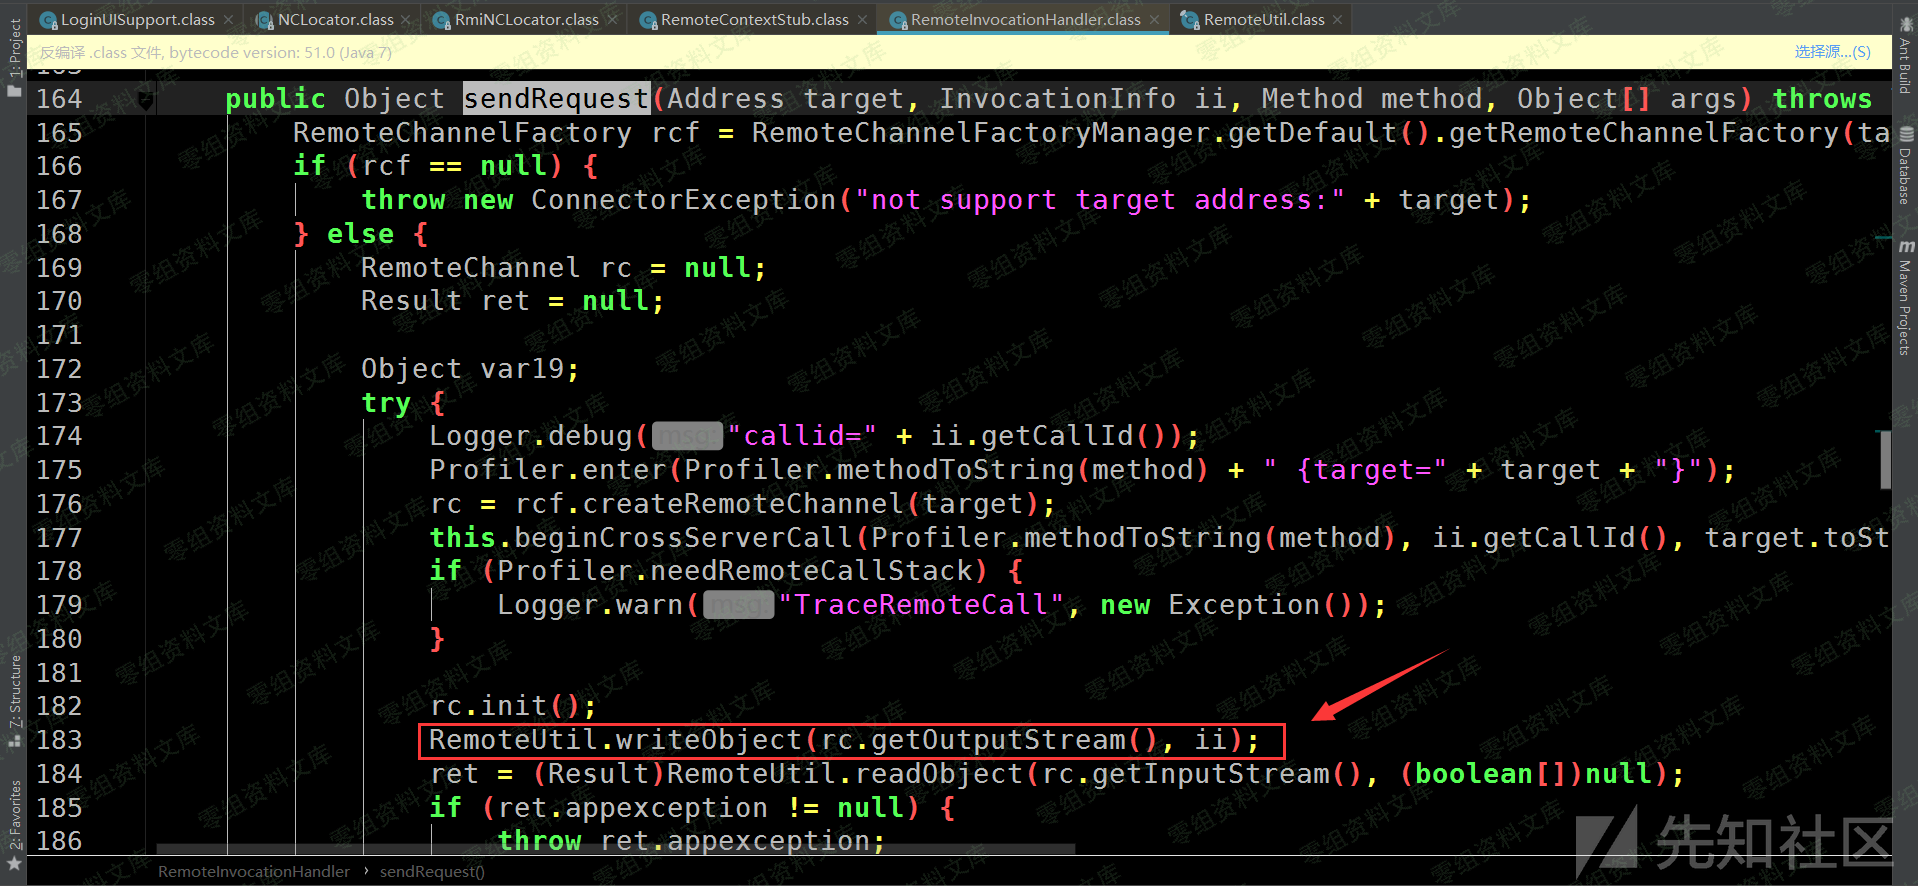 LoginUISupport.class
NCLocator.class
RmiNCLocator.class
RemoteContextStub.class
RemoteInvocationHandler.class
RemoteUtil.class
反编译 .class 文件, bytecode version: 51.0 (Java 7)
选择源...(S)
164 public Object sendRequest(Address target, InvocationInfo ii, Method method, Object[] args) throws
165 RemoteChannelFactory rcf = RemoteChannelFactoryManager.getDefault().getRemoteChannelFactory(ta
166 if (rcf == null) {
167 throw new ConnectorException("not support target address:" + target);
168 } else {
169 RemoteChannel rc = null;
170 Result ret = null;
171
172 Object var19;
173 try {
174 Logger.debug( msg: "callid=" + ii.getCallId());
175 Profiler.enter(Profiler.methodToString(method) + " {target=" + target + "}");
176 rc = rcf.createRemoteChannel(target);
177 this.beginCrossServerCall(Profiler.methodToString(method), ii.getCallId(), target.toSt
178 if (Profiler.needRemoteCallStack) {
179 Logger.warn( msg: "TraceRemoteCall", new Exception());
180 }
181
182 rc.init();
183 RemoteUtil.writeObject(rc.getOutputStream(), ii);
184 ret = (Result)RemoteUtil.readObject(rc.getInputStream(), (boolean[])null);
185 if (ret.appexception != null) {
186 throw ret.appexception;
RemoteInvocationHandler › sendRequest()
1: Project
7: Structure
2: Favorites
Ant Build
Database
m Maven Projects
零组资料文库
先知社区